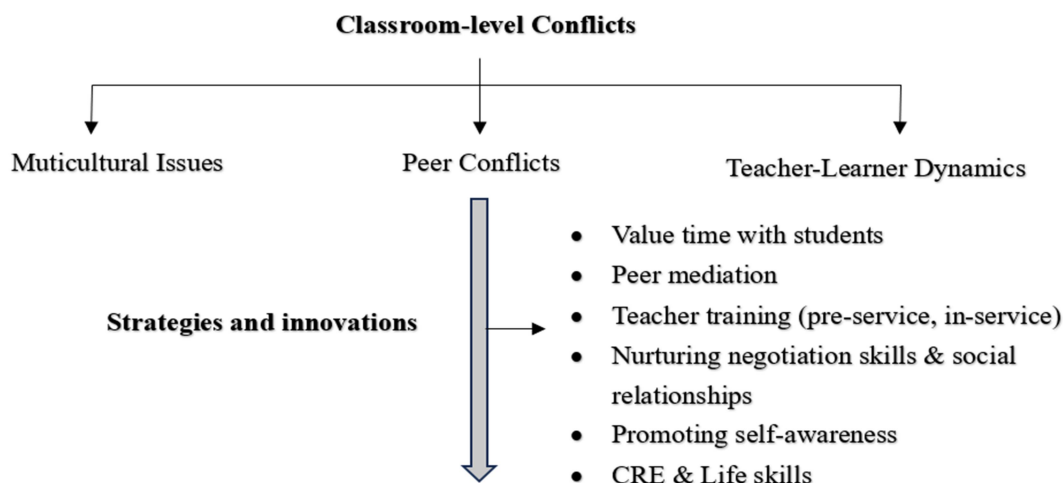 Classroom-level Conflicts
Muticultural Issues
Peer Conflicts
Teacher-Learner Dynamics
Strategies and innovations
• Value time with students
• Peer mediation
• Teacher training (pre-service, in-service)
• Nurturing negotiation skills & social
relationships
• Promoting self-awareness
• CRE & Life skills